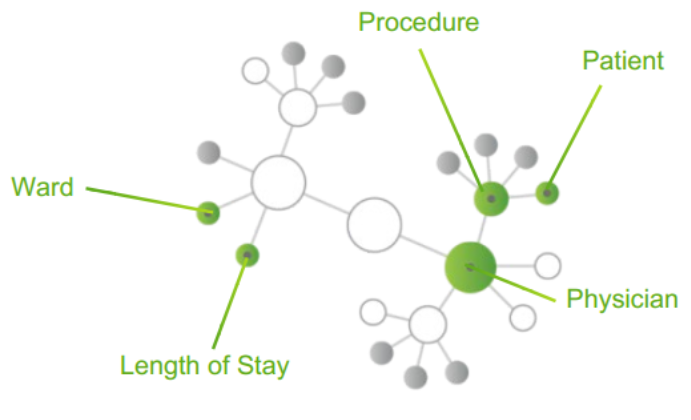 Procedure
Patient
Ward
Physician
Length of Stay